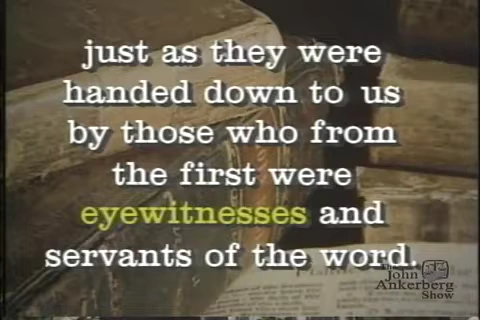 just as they were
handed down to us
by those who from
the first were
eyewitnesses and
servants of the word.
The
John
Ankerberg
Show